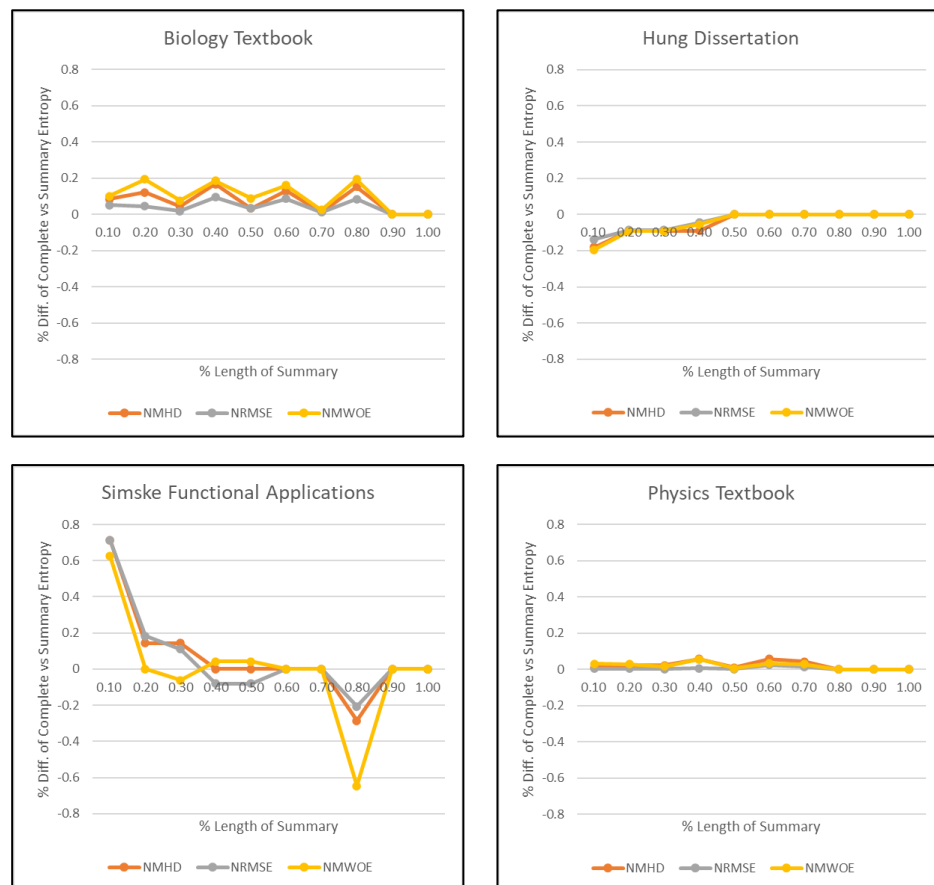 Biology Textbook
% Diff. of Complete vs Summary Entropy
0.8
0.6
0.4
0.2
0
-0.2
-0.4
-0.6
-0.8
0.10 0.20 0.30 0.40 0.50 0.60 0.70 0.80 0.90 1.00
% Length of Summary
NMHD NRMSE NMWOE
Hung Dissertation
% Diff. of Complete vs Summary Entropy
0.8
0.6
0.4
0.2
0
-0.2
-0.4
-0.6
-0.8
0.10 0.20 0.30 0.40 0.50 0.60 0.70 0.80 0.90 1.00
% Length of Summary
NMHD NRMSE NMWOE
Simske Functional Applications
% Diff. of Complete vs Summary Entropy
0.8
0.6
0.4
0.2
0
-0.2
-0.4
-0.6
-0.8
0.10 0.20 0.30 0.40 0.50 0.60 0.70 0.80 0.90 1.00
% Length of Summary
NMHD NRMSE NMWOE
Physics Textbook
% Diff. of Complete vs Summary Entropy
0.8
0.6
0.4
0.2
0
-0.2
-0.4
-0.6
-0.8
0.10 0.20 0.30 0.40 0.50 0.60 0.70 0.80 0.90 1.00
% Length of Summary
NMHD NRMSE NMWOE